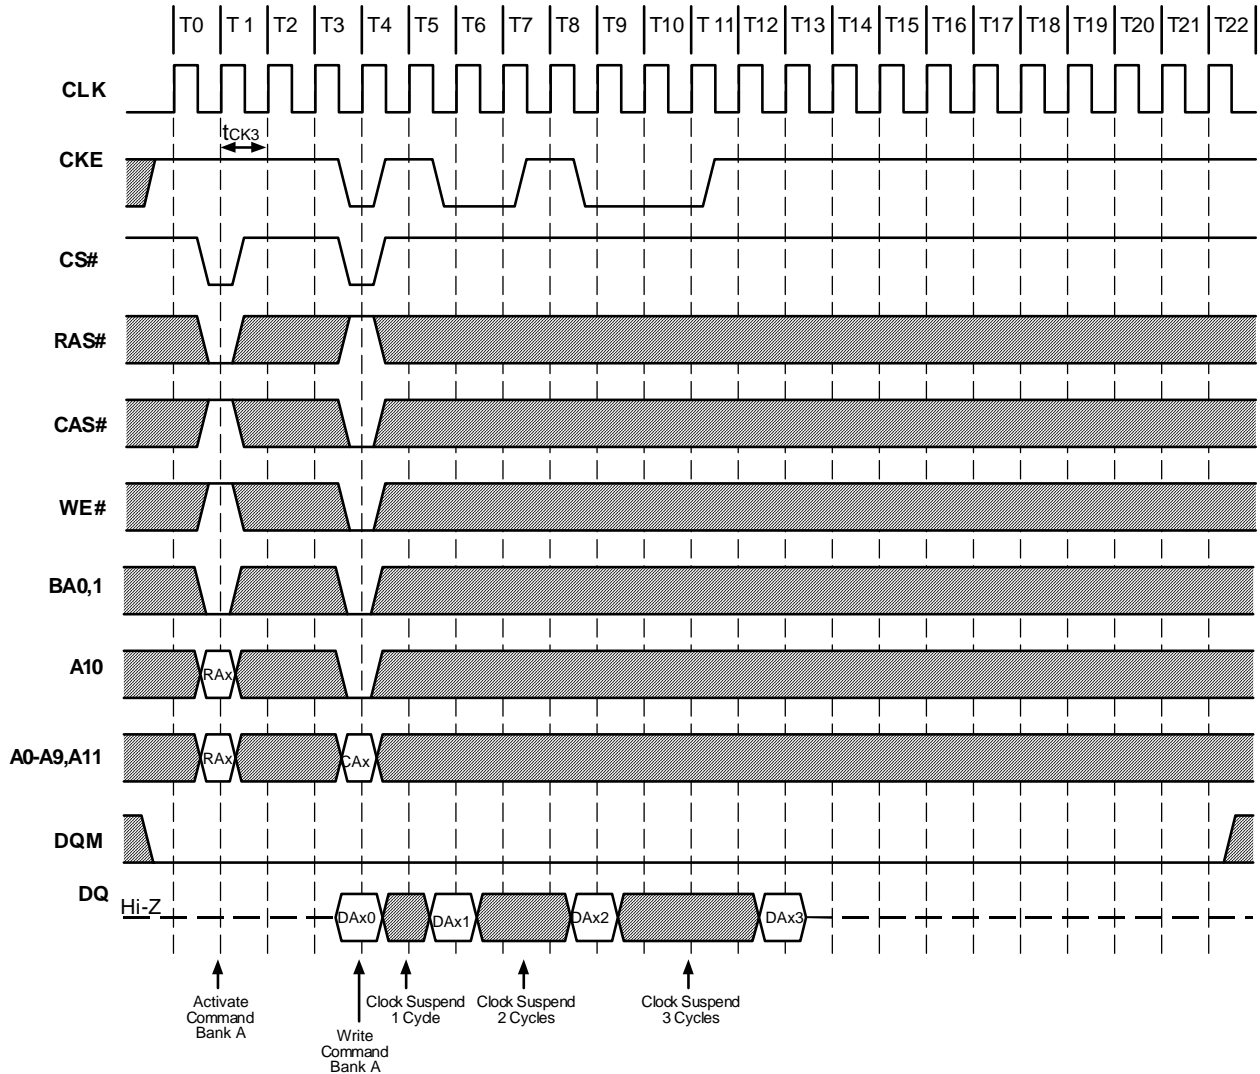 T0 T 1 T2 T3 T4 T5 T6 T7 T8 T9 T10 T 11 T12 T13 T14 T15 T16 T17 T18 T19 T20 T21 T22
CLK
tCK3
CKE
CS#
RAS#
CAS#
WE#
BA0,1
A10
RAx
A0-A9,A11
RAx CAx
DQM
DQ
Hi-Z
DAx0 DAx1 DAx2 DAx3
Activate
Command
Bank A
Write
Command
Bank A
Clock Suspend
1 Cycle
Clock Suspend
2 Cycles
Clock Suspend
3 Cycles